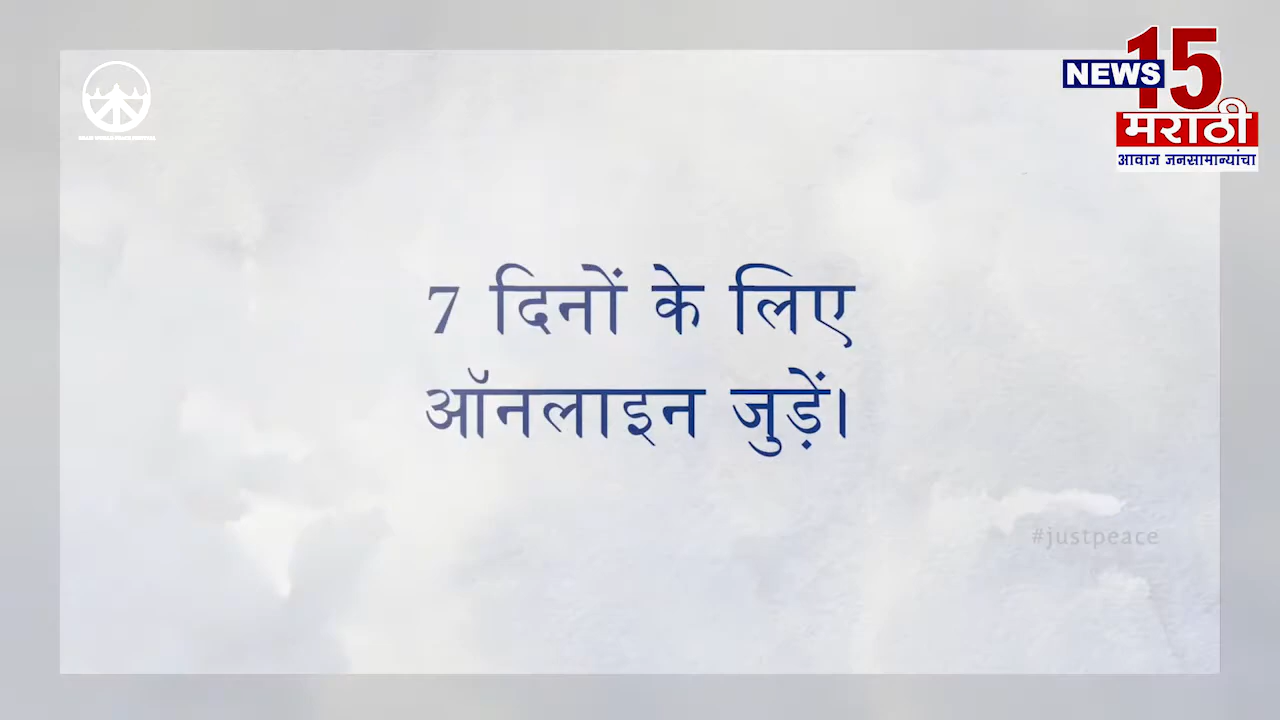 NEWS 15
मराठी
आवाज जनसामान्यांचा
7 दिनों के लिए
ऑनलाइन जुड़ें।
#justpeace